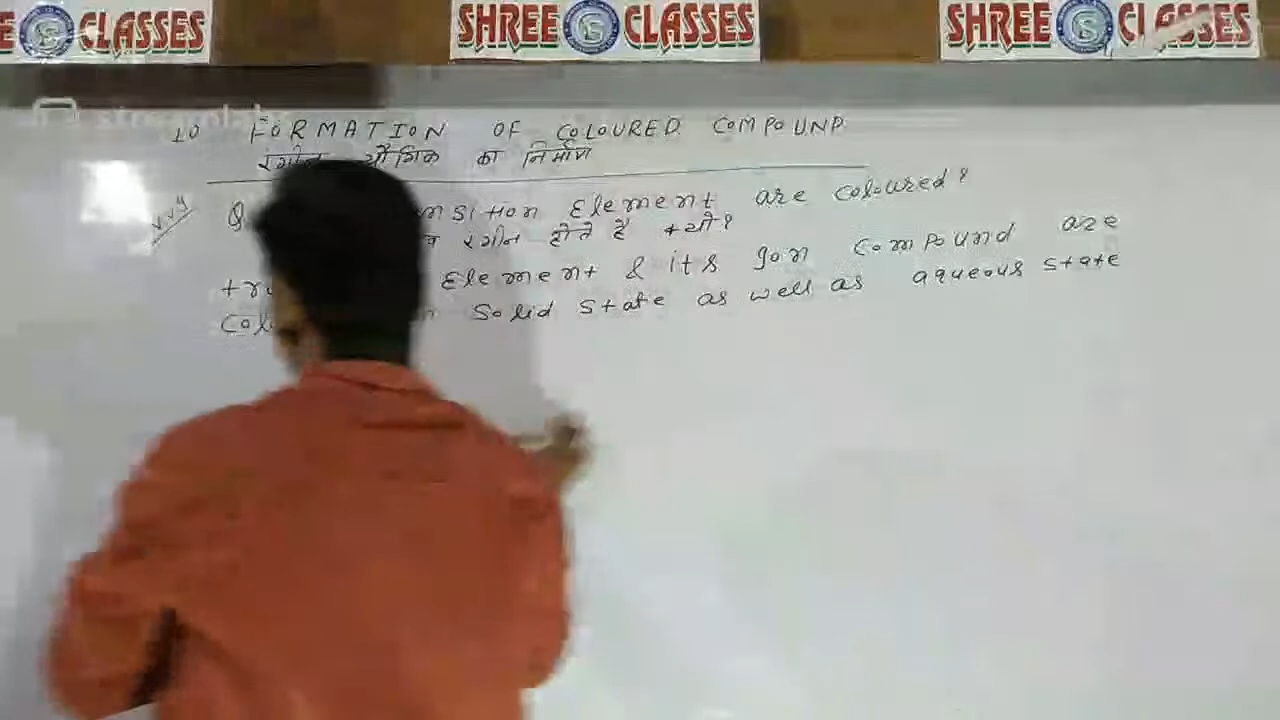 SHREE CLASSES
SHREE CLASSES
CLASSES
streamlabs
10 FORMATION OF COLOURED COMPOUND
रंगीन यौगिक का निर्माण
V.V.I Element are coloured?
रंगीन होते हैं क्यों?
Element & its Ion Compound are
Solid state as well as aqueous state